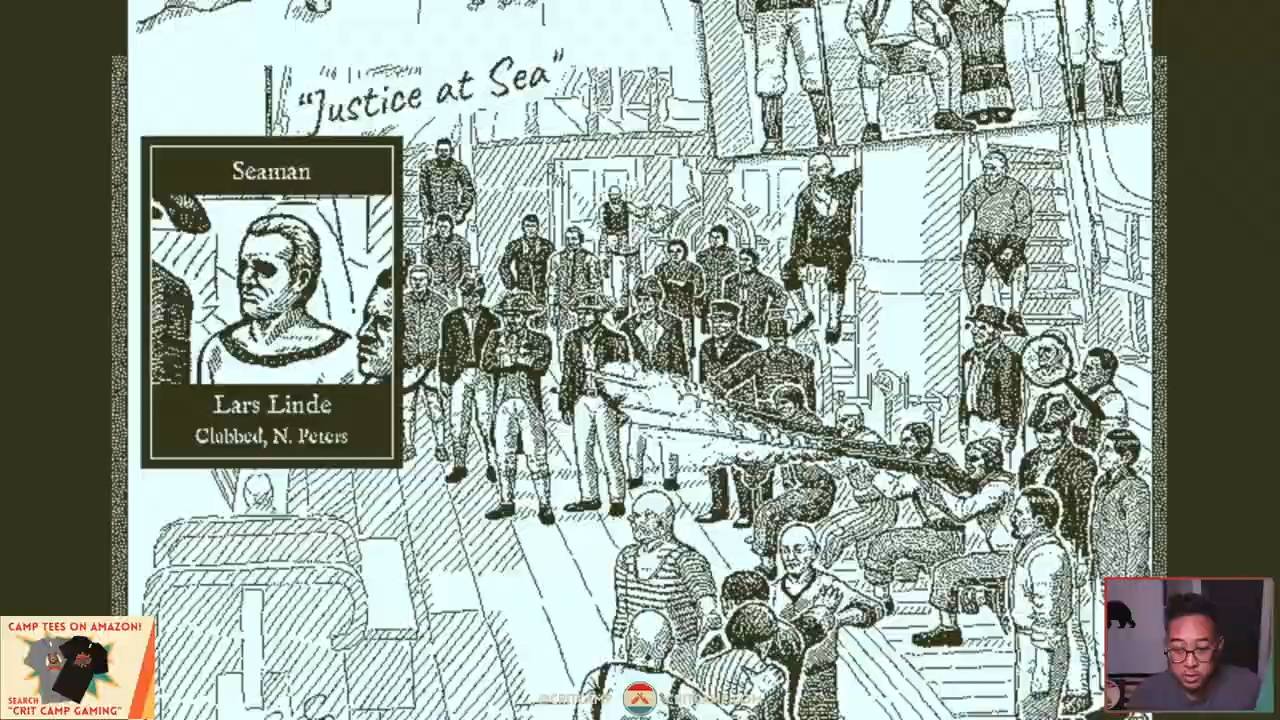 "Justice at Sea"
Seaman
Lars Linde
Clubbed, N. Peters
CAMP TEES ON AMAZON!
SEARCH
"CRIT CAMP GAMING"